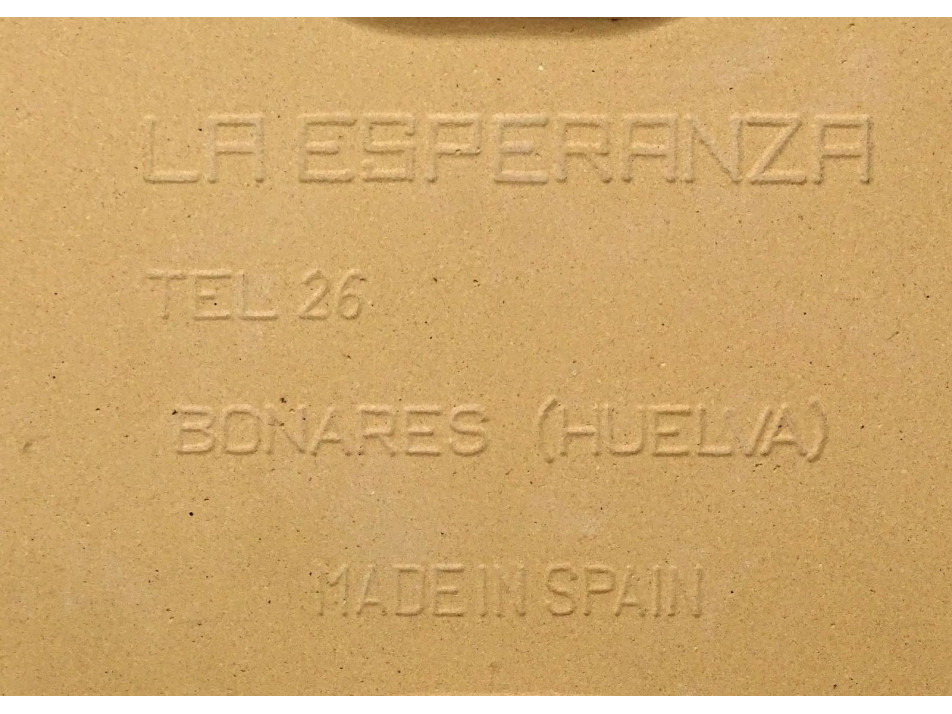 LA ESPERANZA
TEL. 26
BONARES (HUELVA)
MADE IN SPAIN